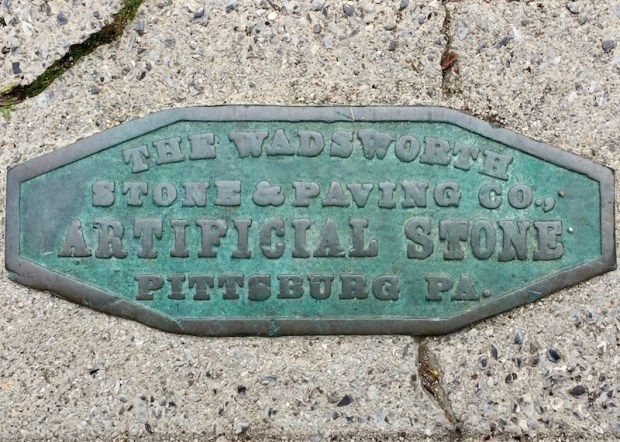 THE WADSWORTH
STONE & PAVING CO.,
ARTIFICIAL STONE
PITTSBURG PA.